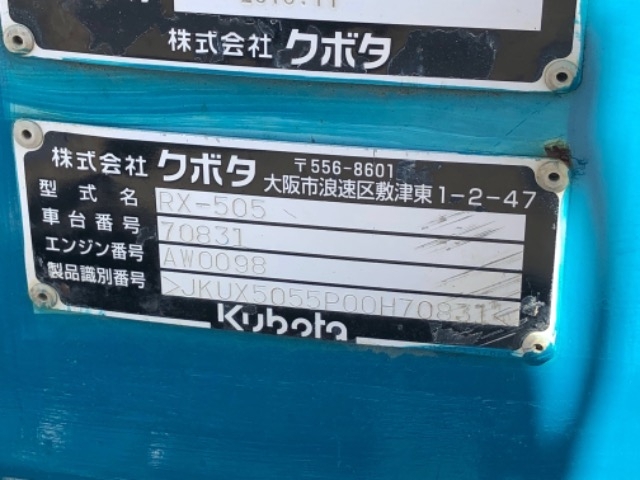 株式会社 クボタ
株式会社 クボタ 〒556-8601
大阪市浪速区敷津東1-2-47
型式名 RX-505
車台番号 70831
エンジン番号 AW0098
製品識別番号 >JKUX5055P00H70831<
Kubota